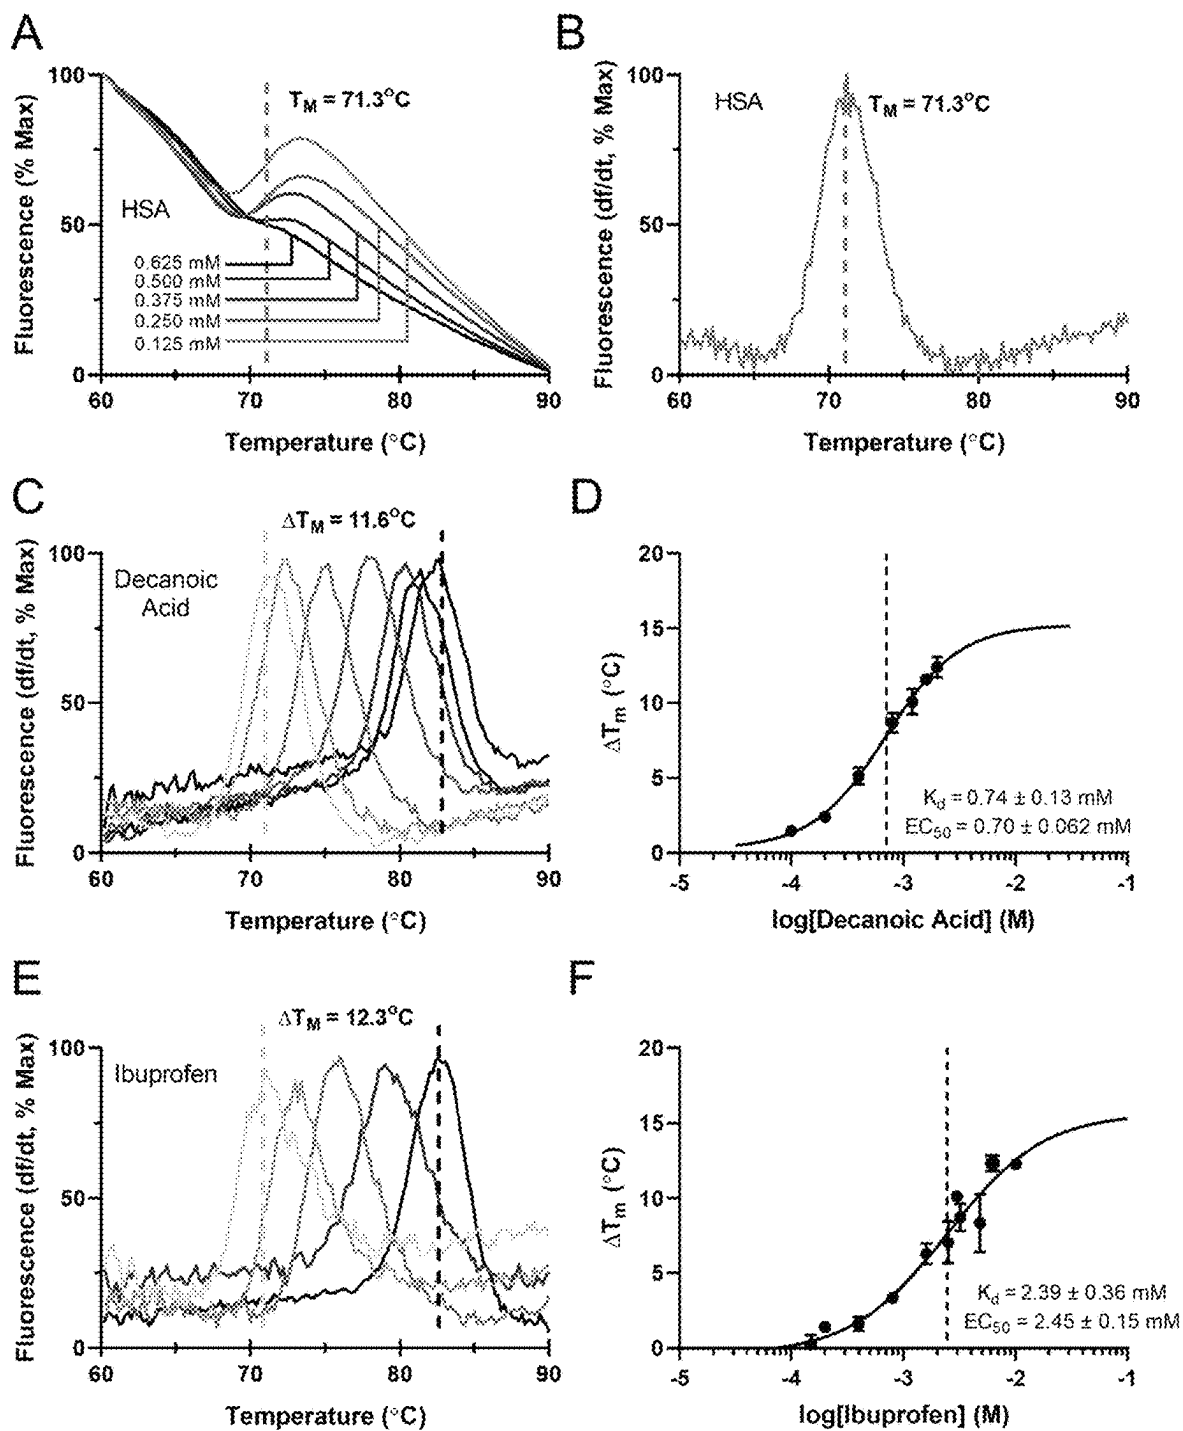 A
100
50
0
Fluorescence (% Max)
T_M = 71.3°C
HSA
0.625 mM
0.500 mM
0.375 mM
0.250 mM
0.125 mM
60 70 80 90
Temperature (°C)
B
100
50
0
Fluorescence (df/dt, % Max)
HSA
T_M = 71.3°C
60 70 80 90
Temperature (°C)
C
ΔT_M = 11.6°C
100
50
0
Fluorescence (df/dt, % Max)
Decanoic
Acid
60 70 80 90
Temperature (°C)
D
20
15
10
5
0
ΔT_m (°C)
K_d = 0.74 ± 0.13 mM
EC_50 = 0.70 ± 0.062 mM
-5 -4 -3 -2 -1
log[Decanoic Acid] (M)
E
ΔT_M = 12.3°C
100
50
0
Fluorescence (df/dt, % Max)
Ibuprofen
60 70 80 90
Temperature (°C)
F
20
15
10
5
0
ΔT_m (°C)
K_d = 2.39 ± 0.36 mM
EC_50 = 2.45 ± 0.15 mM
-5 -4 -3 -2 -1
log[Ibuprofen] (M)